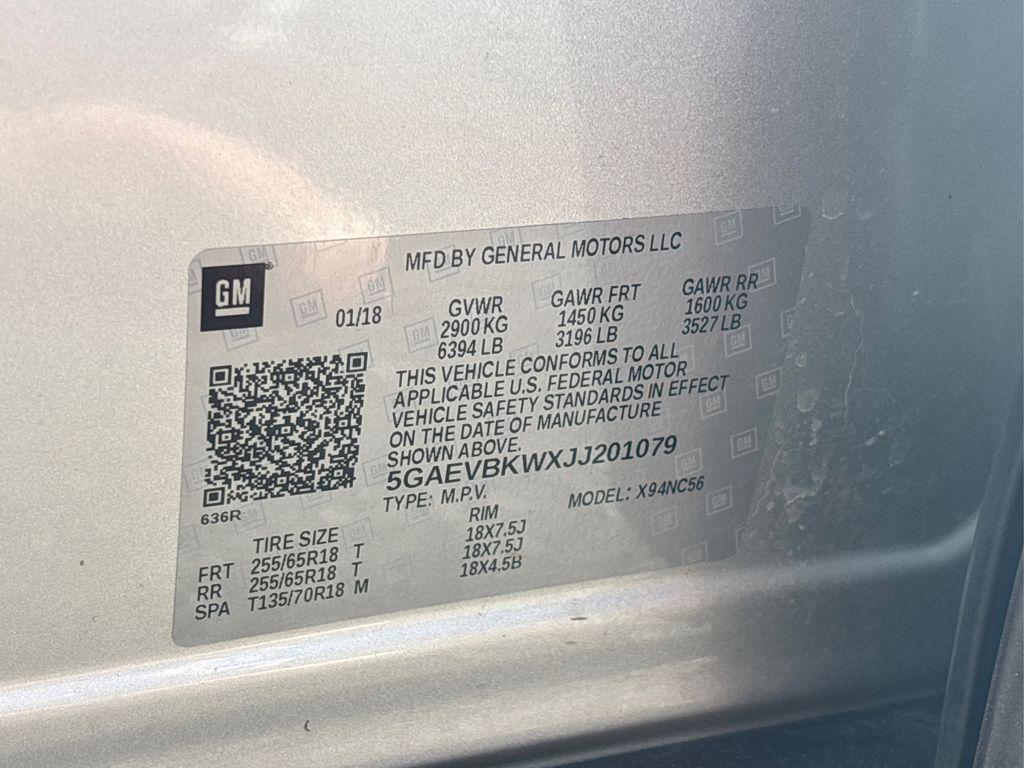 MFD BY GENERAL MOTORS LLC
GM
01/18
GVWR GAWR FRT GAWR RR
2900 KG 1450 KG 1600 KG
6394 LB 3196 LB 3527 LB
THIS VEHICLE CONFORMS TO ALL
APPLICABLE U.S. FEDERAL MOTOR
VEHICLE SAFETY STANDARDS IN EFFECT
ON THE DATE OF MANUFACTURE
SHOWN ABOVE.
5GAEVBKWXJJ201079
TYPE: M.P.V. MODEL: X94NC56
636R
TIRE SIZE RIM
FRT 255/65R18 T 18X7.5J
RR 255/65R18 T 18X7.5J
SPA T135/70R18 M 18X4.5B